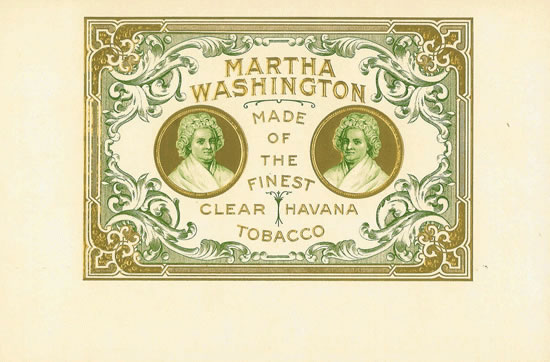 MARTHA
WASHINGTON
MADE
OF
THE
FINEST
CLEAR HAVANA
TOBACCO